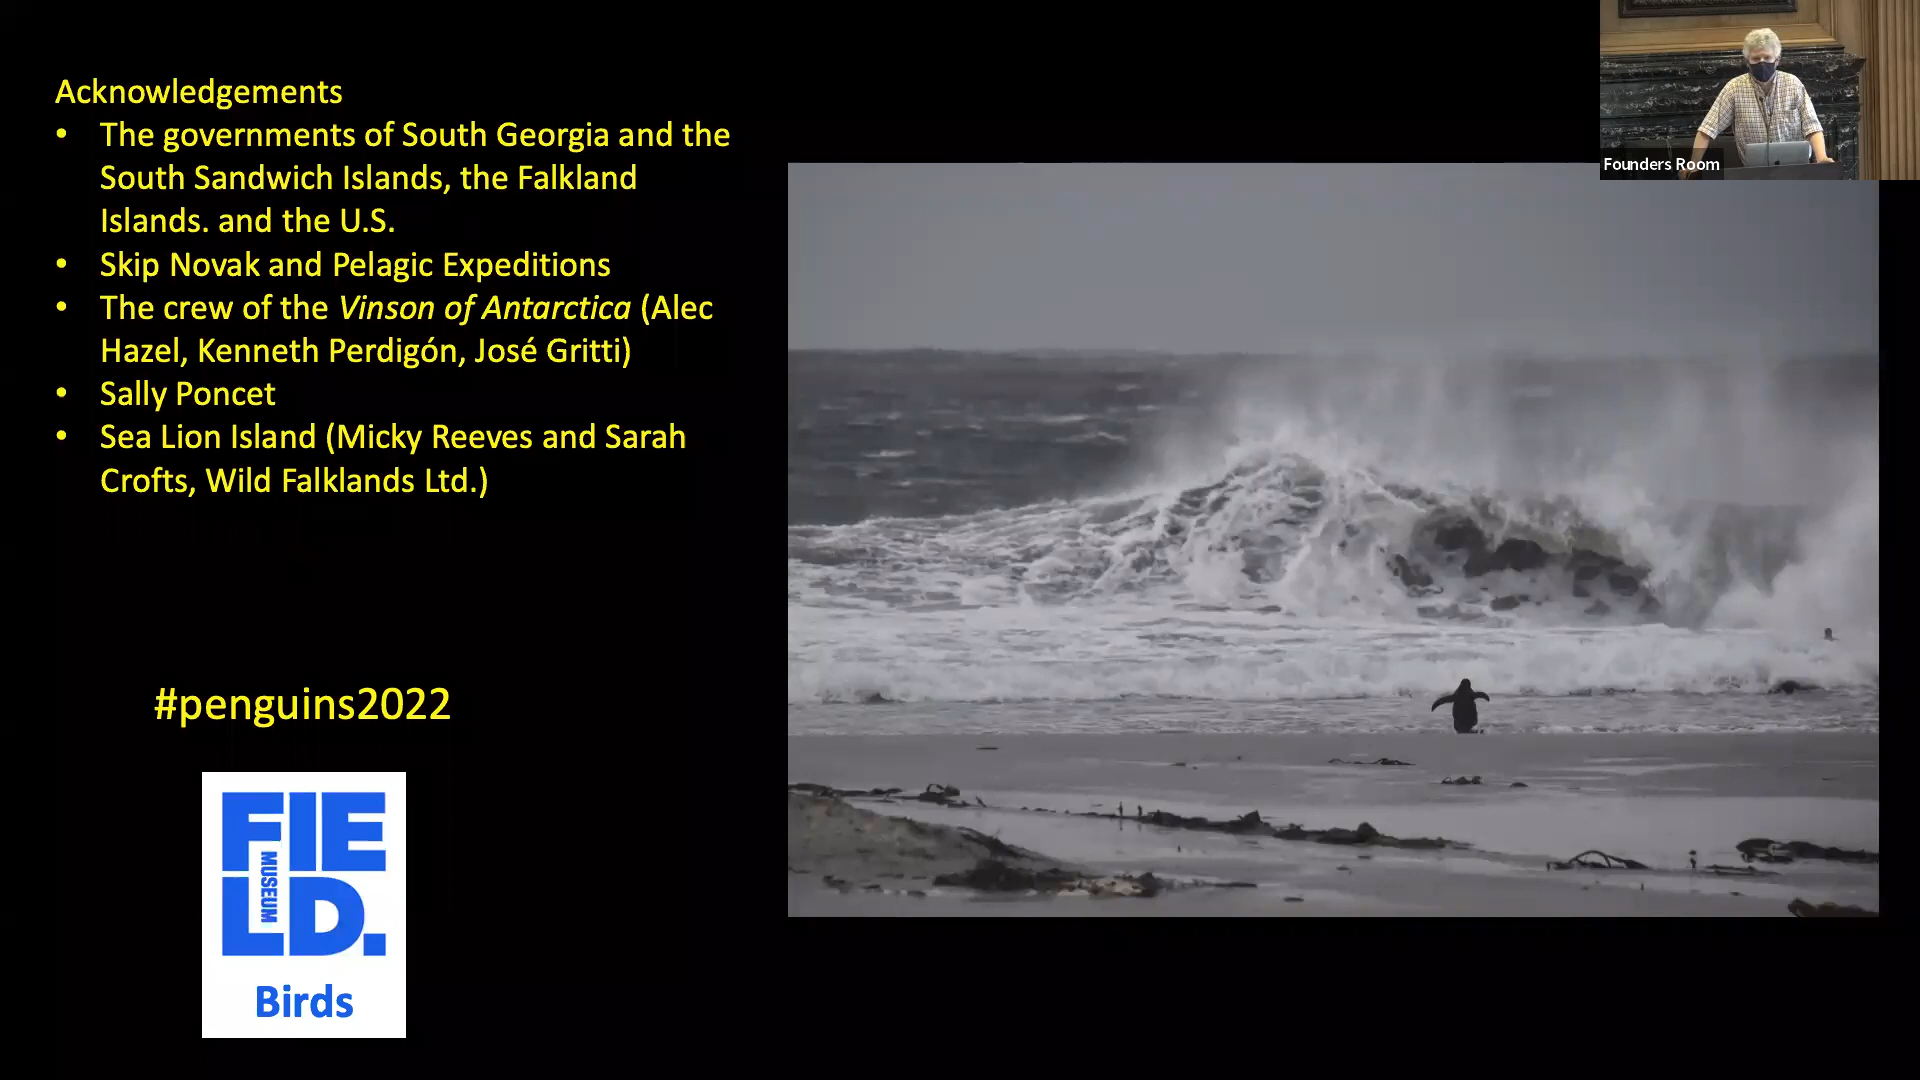 Acknowledgements
• The governments of South Georgia and the
South Sandwich Islands, the Falkland
Islands. and the U.S.
• Skip Novak and Pelagic Expeditions
• The crew of the Vinson of Antarctica (Alec
Hazel, Kenneth Perdigón, José Gritti)
• Sally Poncet
• Sea Lion Island (Micky Reeves and Sarah
Crofts, Wild Falklands Ltd.)
#penguins2022
FIE
MUSEUM
LD.
Birds
Founders Room